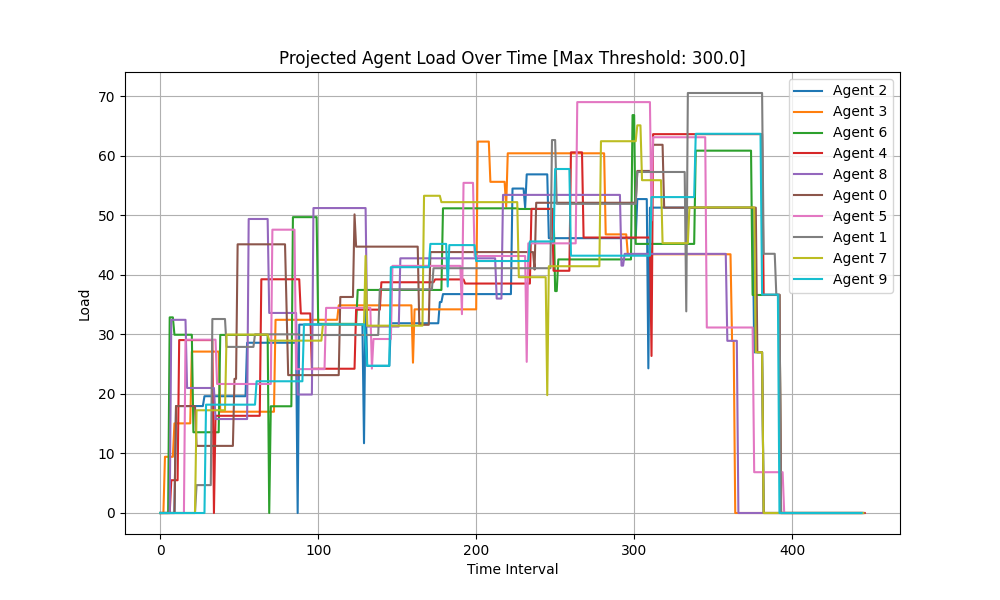 Projected Agent Load Over Time [Max Threshold: 300.0]
Load
70
60
50
40
30
20
10
0
0 100 200 300 400
Time Interval
Agent 2
Agent 3
Agent 6
Agent 4
Agent 8
Agent 0
Agent 5
Agent 1
Agent 7
Agent 9